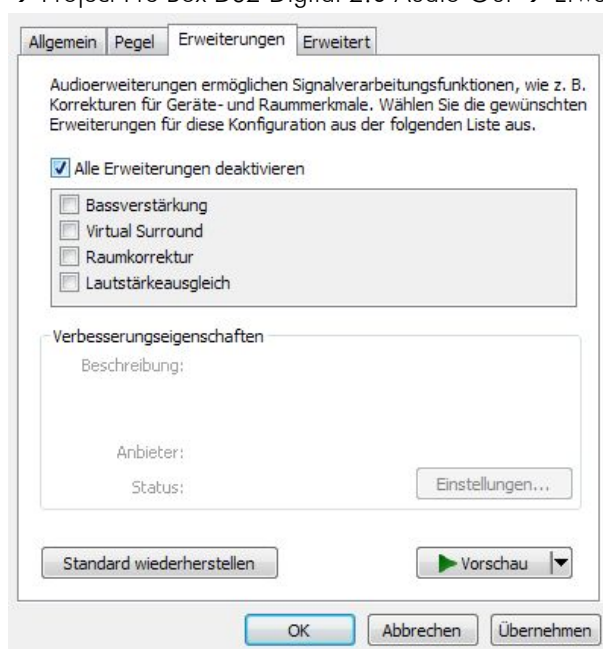 Allgemein Pegel Erweiterungen Erweitert
Audioerweiterungen ermöglichen Signalverarbeitungsfunktionen, wie z. B.
Korrekturen für Geräte- und Raummerkmale. Wählen Sie die gewünschten
Erweiterungen für diese Konfiguration aus der folgenden Liste aus.
Alle Erweiterungen deaktivieren
Bassverstärkung
Virtual Surround
Raumkorrektur
Lautstärkeausgleich
Verbesserungseigenschaften
Beschreibung:
Anbieter:
Status:
Einstellungen...
Standard wiederherstellen
Vorschau
OK
Abbrechen
Übernehmen